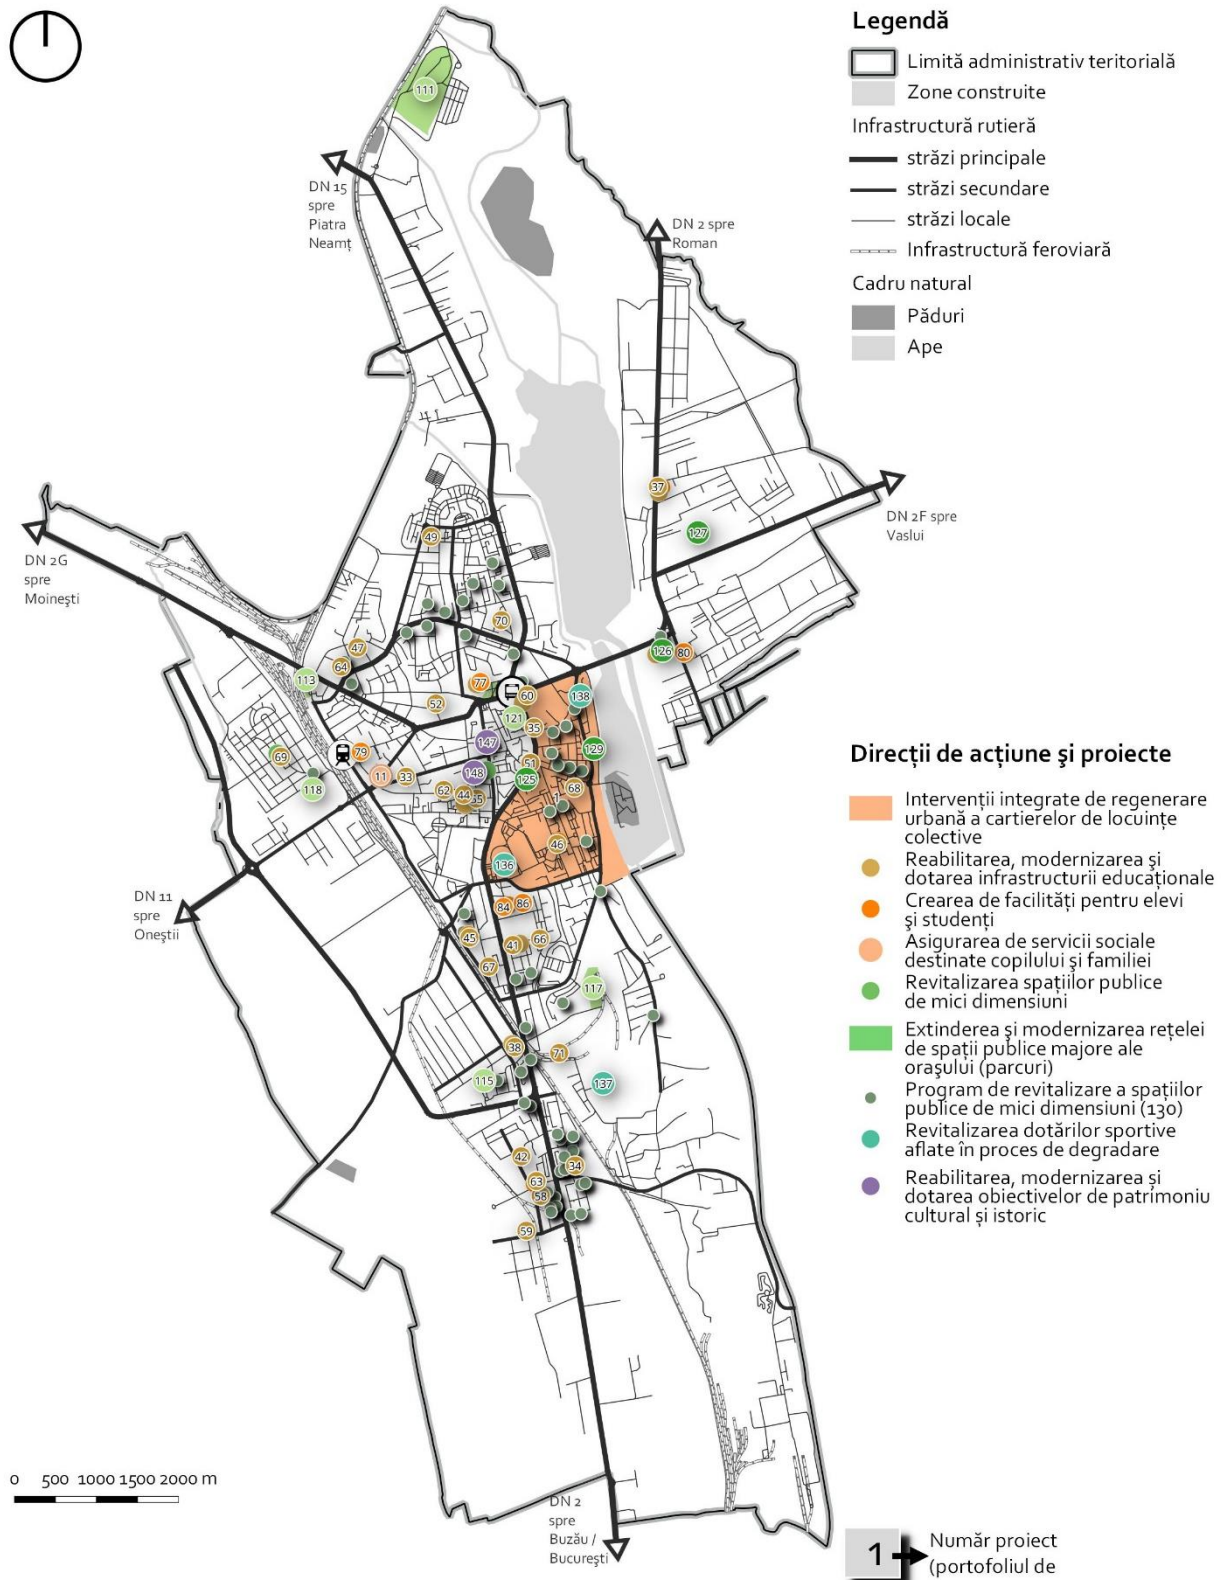 Legendă
Limită administrativ teritorială
Zone construite
Infrastructură rutieră
străzi principale
străzi secundare
străzi locale
Infrastructură feroviară
Cadru natural
Păduri
Ape
111
DN 15
spre
Piatra
Neamț
DN 2 spre
Roman
37
127
DN 2F spre
Vaslui
DN 2G
spre
Moinești
49
70
47
64
113
126
80
77
60
138
52
121
35
147
129
69
79
11
33
148
51
125
118
62
44
68
46
136
DN 11
spre
Oneștii
84
86
45
41
66
67
117
38
71
115
137
42
34
63
58
59
0 500 1000 1500 2000 m
DN 2
spre
Buzău /
București
Direcții de acțiune și proiecte
Intervenții integrate de regenerare
urbană a cartierelor de locuințe
colective
Reabilitarea, modernizarea și
dotarea infrastructurii educaționale
Crearea de facilități pentru elevi
și studenți
Asigurarea de servicii sociale
destinate copilului și familiei
Revitalizarea spațiilor publice
de mici dimensiuni
Extinderea și modernizarea rețelei
de spații publice majore ale
orașului (parcuri)
Program de revitalizare a spațiilor
publice de mici dimensiuni (130)
Revitalizarea dotărilor sportive
aflate în proces de degradare
Reabilitarea, modernizarea și
dotarea obiectivelor de patrimoniu
cultural și istoric
1
Număr proiect
(portofoliul de